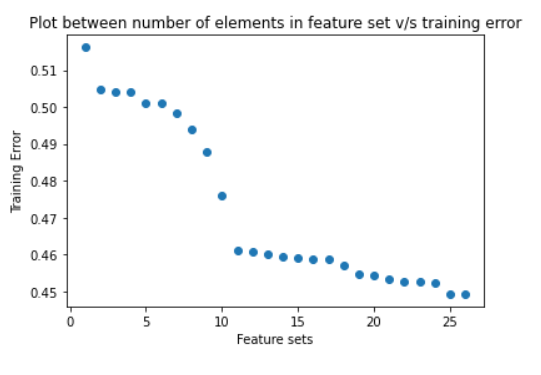 Plot between number of elements in feature set v/s training error
0.51
0.50
0.49
0.48
0.47
0.46
0.45
Training Error
0 5 10 15 20 25
Feature sets